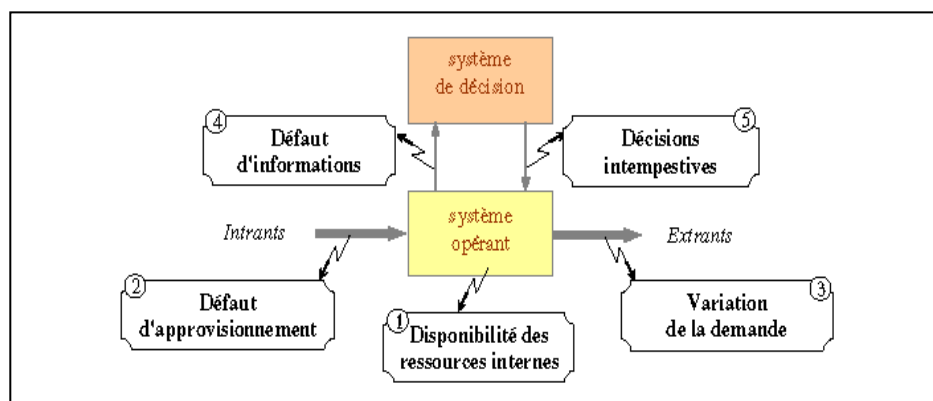 système
de décision
4
Défaut
d'informations
5
Décisions
intempestives
Intrants
système
opérant
Extrants
2
Défaut
d'approvisionnement
1
Disponibilité des
ressources internes
3
Variation
de la demande